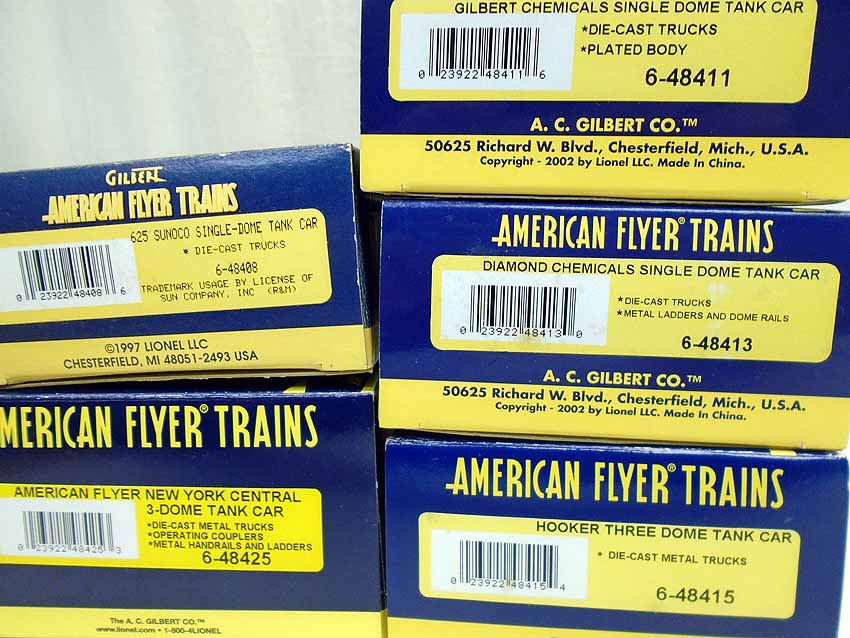 GILBERT CHEMICALS SINGLE DOME TANK CAR
*DIE-CAST TRUCKS
*PLATED BODY
0 23922 48411 6
6-48411
A. C. GILBERT CO.™
50625 Richard W. Blvd., Chesterfield, Mich., U.S.A.
Copyright - 2002 by Lionel LLC. Made In China.
GILBERT
AMERICAN FLYER TRAINS
625 SUNOCO SINGLE-DOME TANK CAR
* DIE-CAST TRUCKS
6-48408
0 23922 48408 6
TRADEMARK USAGE BY LICENSE OF
SUN COMPANY, INC (R&M)
©1997 LIONEL LLC
CHESTERFIELD, MI 48051-2493 USA
AMERICAN FLYER® TRAINS
DIAMOND CHEMICALS SINGLE DOME TANK CAR
*DIE-CAST TRUCKS
*METAL LADDERS AND DOME RAILS
0 23922 48413 0
6-48413
A. C. GILBERT CO.™
50625 Richard W. Blvd., Chesterfield, Mich., U.S.A.
Copyright - 2002 by Lionel LLC. Made In China.
MERICAN FLYER® TRAINS
AMERICAN FLYER NEW YORK CENTRAL
3-DOME TANK CAR
*DIE-CAST METAL TRUCKS
*OPERATING COUPLERS
*METAL HANDRAILS AND LADDERS
0 23922 48425 3
6-48425
The A. C. GILBERT CO.™
www.lionel.com • 1-800-4LIONEL
AMERICAN FLYER® TRAINS
HOOKER THREE DOME TANK CAR
* DIE-CAST METAL TRUCKS
0 23922 48415 4
6-48415